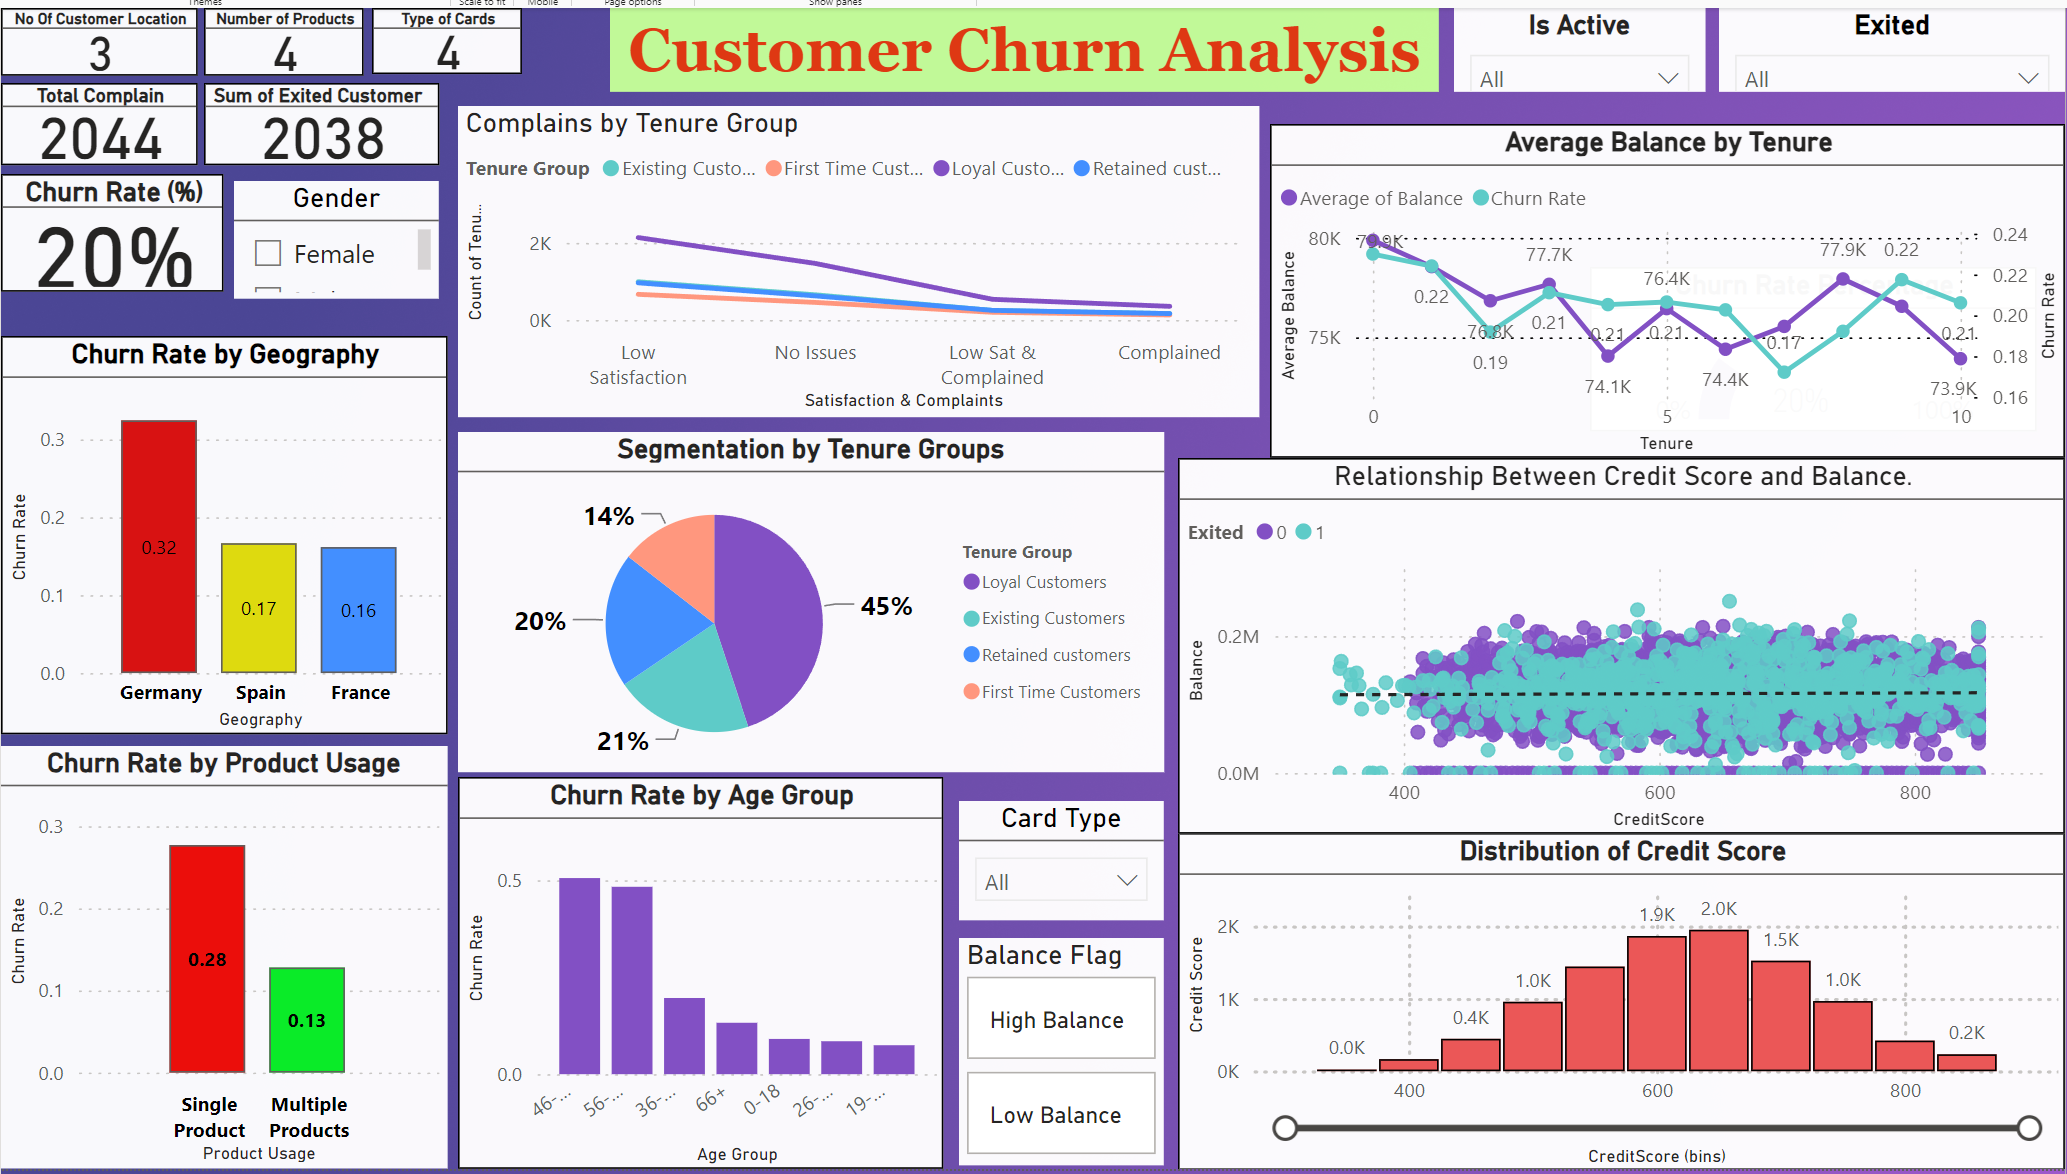 Themes
Scale to fit
Mobile
Page options
Show panes
No Of Customer Location
3
Number of Products
4
Type of Cards
4
Customer Churn Analysis
Is Active
All
Exited
All
Total Complain
2044
Sum of Exited Customer
2038
Churn Rate (%)
20%
Gender
Female
Complains by Tenure Group
Tenure Group
Existing Custo...
First Time Cust...
Loyal Custo...
Retained cust...
Count of Tenu...
2K
0K
Low
Satisfaction
No Issues
Low Sat &
Complained
Complained
Satisfaction & Complaints
Average Balance by Tenure
Average of Balance
Churn Rate
Average Balance
80K
75K
77.7K
76.4K
77.9K
0.22
0.22
76.8K
0.21
0.21
0.21
0.17
0.21
0.19
74.1K
74.4K
73.9K
0.24
0.22
0.20
0.18
0.16
Churn Rate
0
5
10
Tenure
Churn Rate by Geography
Churn Rate
0.3
0.2
0.1
0.0
0.32
0.17
0.16
Germany
Spain
France
Geography
Segmentation by Tenure Groups
14%
20%
21%
45%
Tenure Group
Loyal Customers
Existing Customers
Retained customers
First Time Customers
Relationship Between Credit Score and Balance.
Exited
0
1
Balance
0.2M
0.0M
400
600
800
CreditScore
Churn Rate by Product Usage
Churn Rate
0.3
0.2
0.1
0.0
0.28
0.13
Single
Product
Multiple
Products
Product Usage
Churn Rate by Age Group
Churn Rate
0.5
0.0
46-...
56-...
36-...
66+
0-18
26-...
19-...
Age Group
Card Type
All
Balance Flag
High Balance
Low Balance
Distribution of Credit Score
Credit Score
2K
1K
0K
0.0K
0.4K
1.0K
1.9K
2.0K
1.5K
1.0K
0.2K
400
600
800
CreditScore (bins)